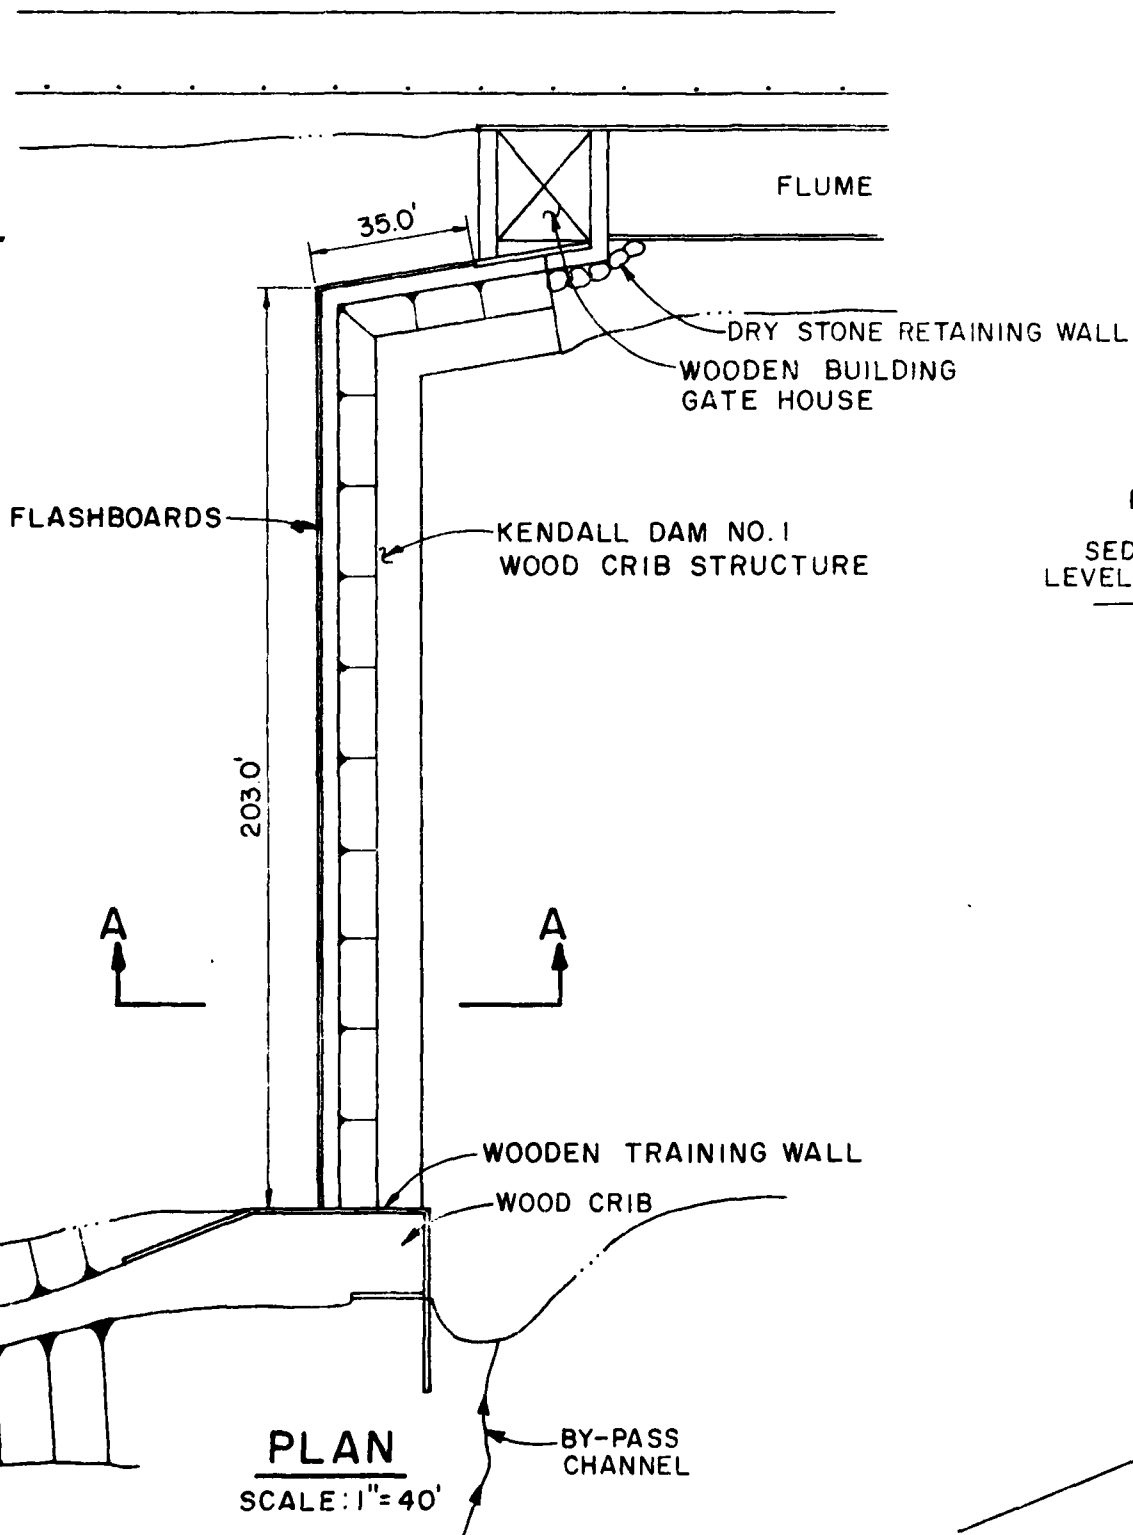 FLUME
35.0'
DRY STONE RETAINING WALL
WOODEN BUILDING
GATE HOUSE
FLASHBOARDS
KENDALL DAM NO. 1
WOOD CRIB STRUCTURE
SED
LEVEL
203.0'
A A
WOODEN TRAINING WALL
WOOD CRIB
PLAN
SCALE: 1"=40'
BY-PASS
CHANNEL